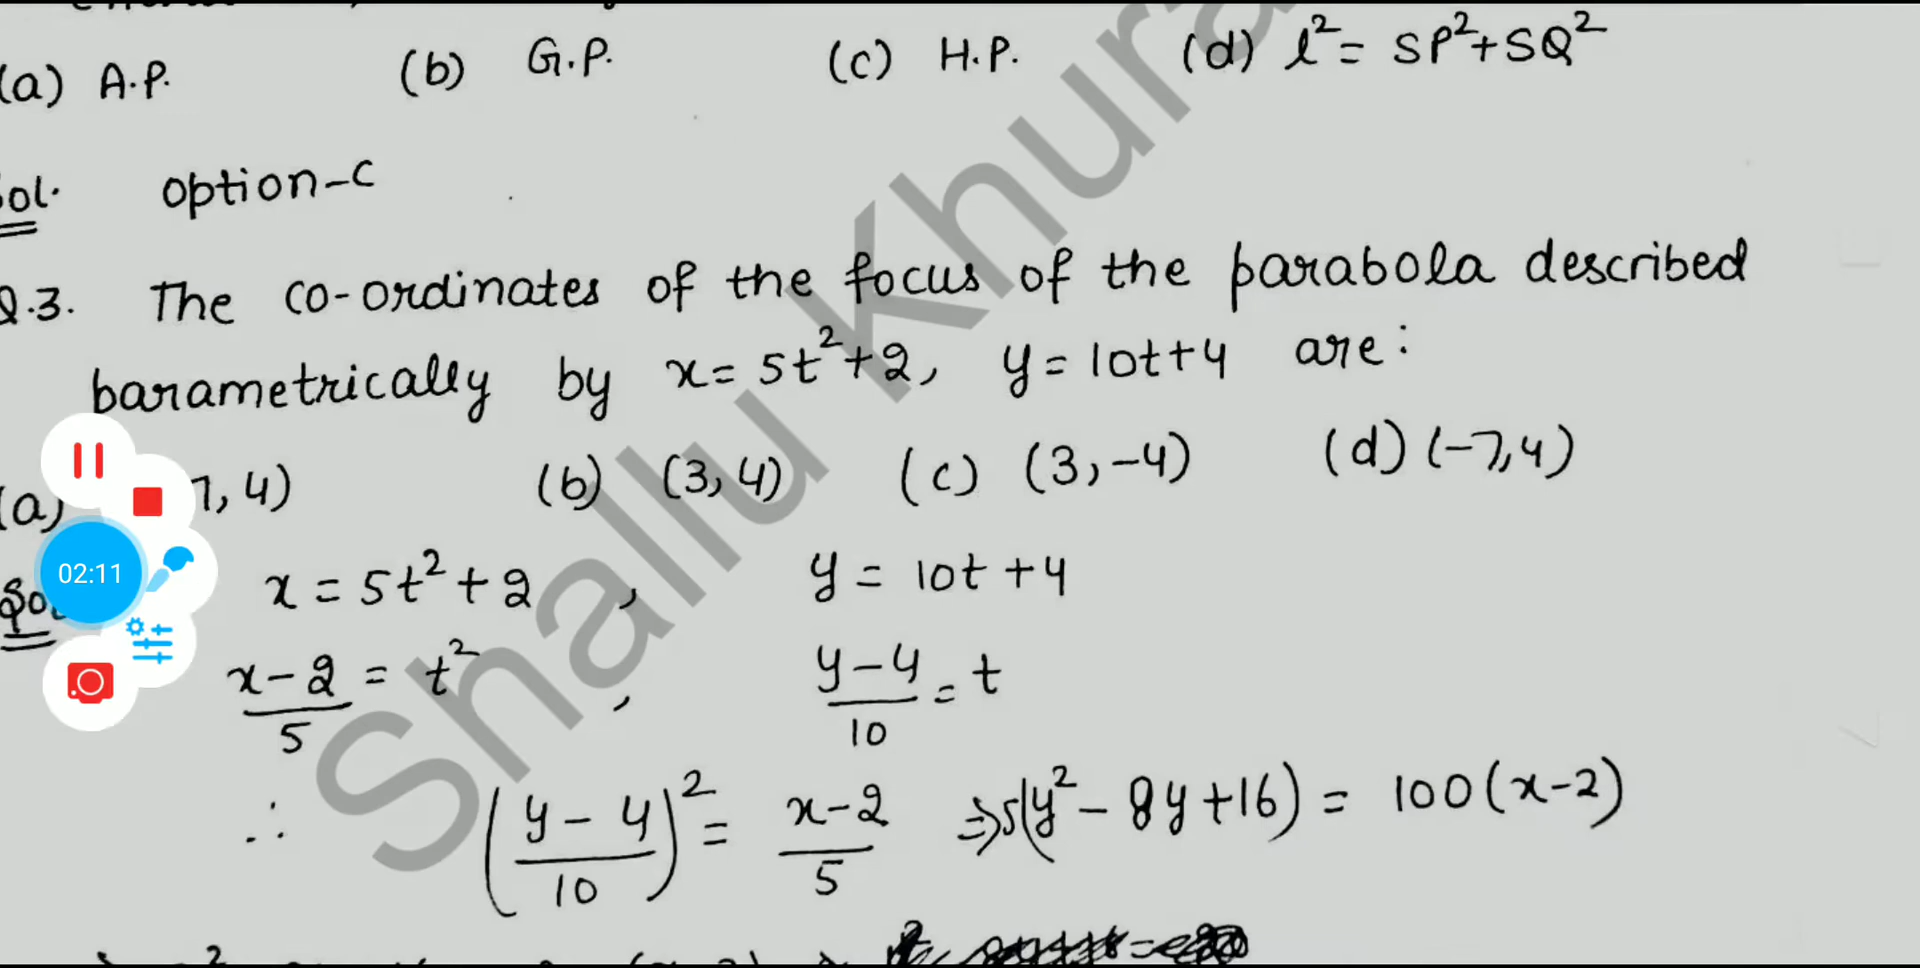 (a) A.P. (b) G.P. (c) H.P. (d) l²= SP²+SQ²
Sol. option-c
Q.3. The co-ordinates of the focus of the parabola described
parametrically by x= 5t²+2, y= 10t+4 are:
(a) 7,4) (b) (3,4) (c) (3,-4) (d) (-7,4)
x = 5t²+2 , y = 10t+4
x-2/5 = t² , y-4/10 = t
∴ (y-4/10)² = x-2/5 ⇒5(y²-8y+16) = 100(x-2)
02:11
Shallu Khura